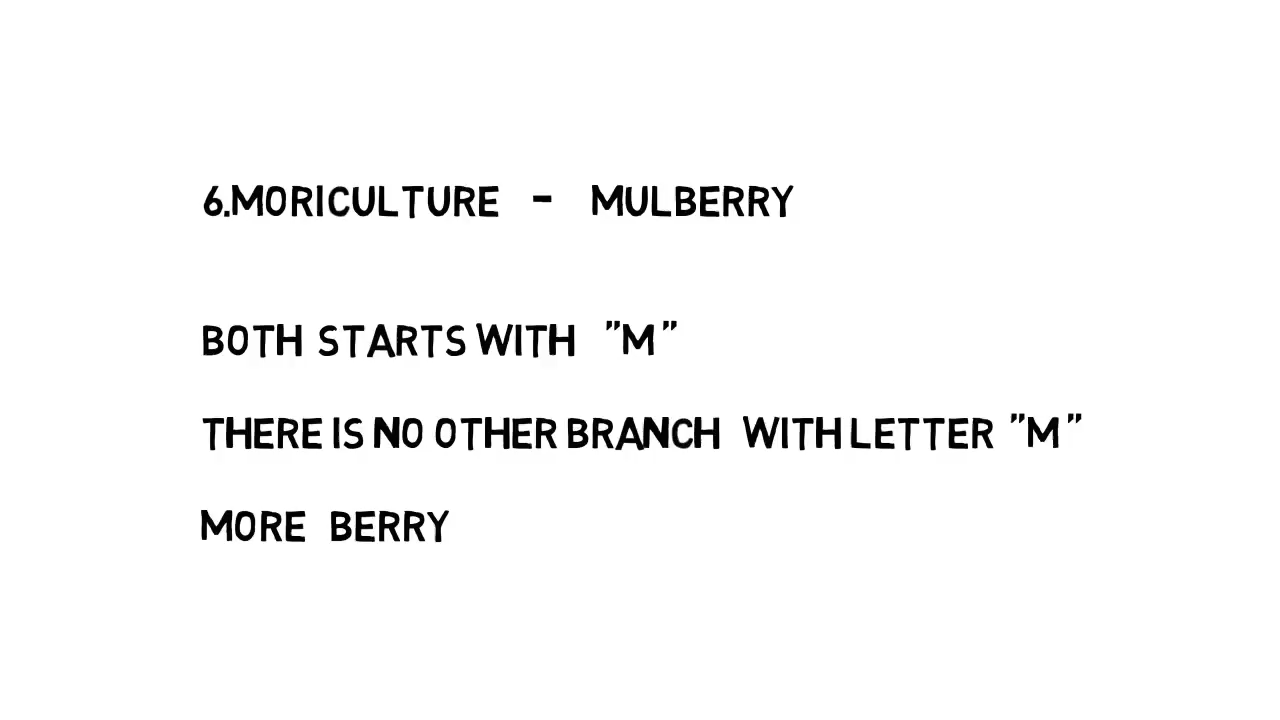 6.MORICULTURE - MULBERRY
BOTH STARTS WITH "M"
THERE IS NO OTHER BRANCH WITH LETTER "M"
MORE BERRY